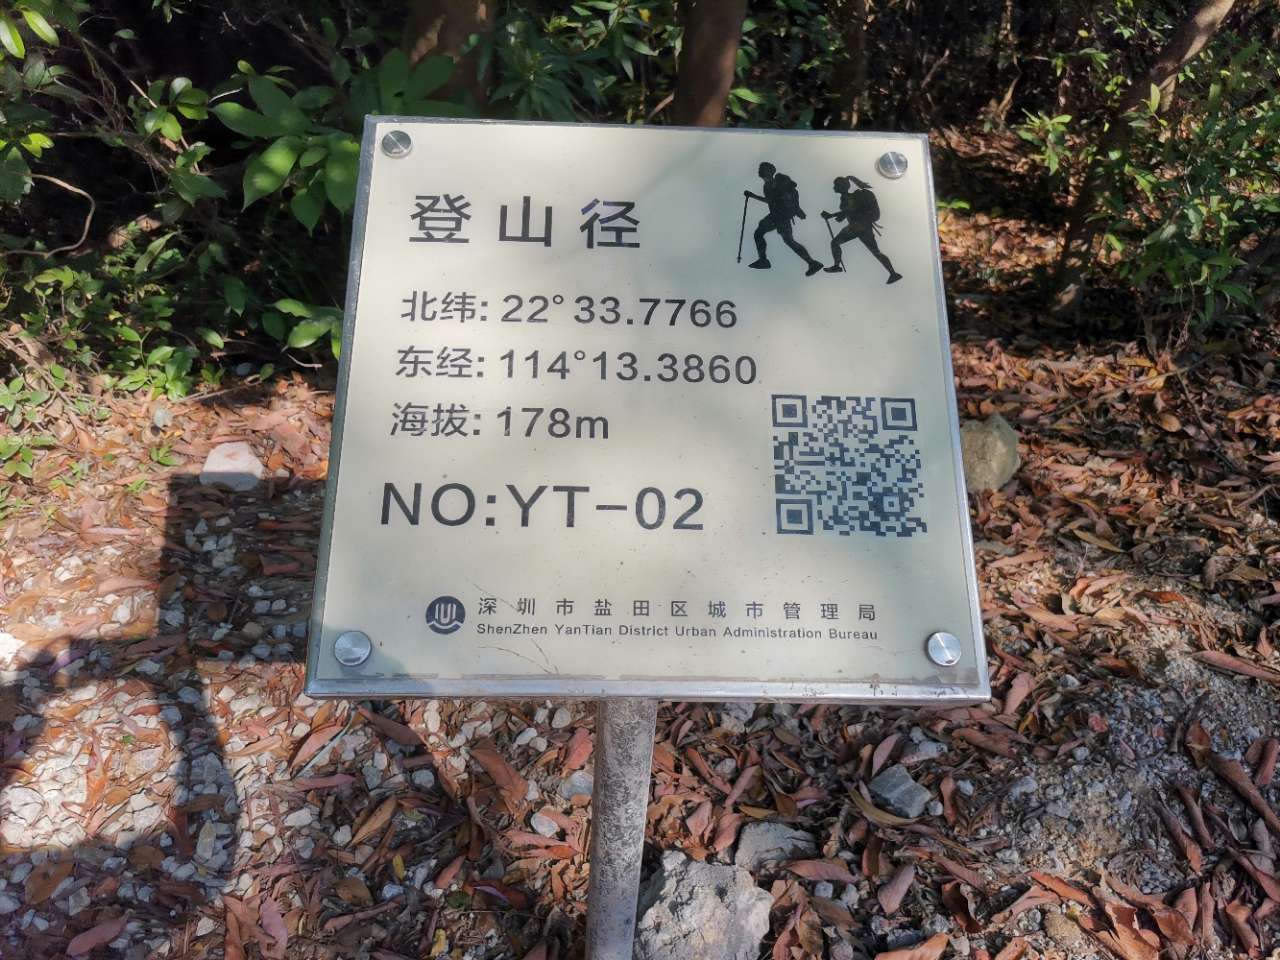 登山径
北纬: 22° 33.7766
东经: 114°13.3860
海拔: 178m
NO:YT-02
深圳市盐田区城市管理局
ShenZhen YanTian District Urban Administration Bureau